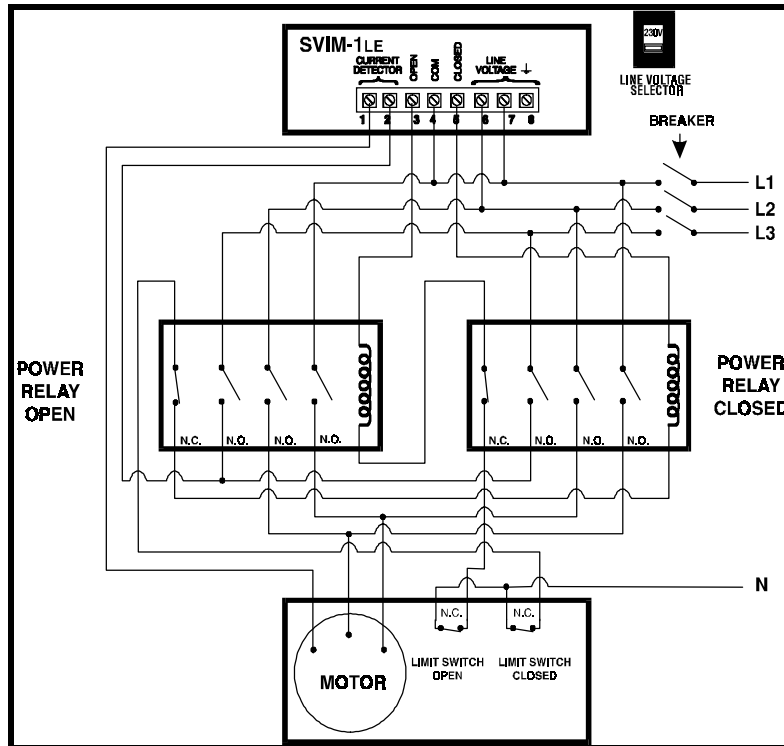 SVIM-1LE
CURRENT
DETECTOR
OPEN
COM
CLOSED
LINE
VOLTAGE ⏚
1 2 3 4 5 6 7 8
230V
LINE VOLTAGE
SELECTOR
BREAKER
L1
L2
L3
POWER
RELAY
OPEN
N.C. N.O. N.O. N.O.
POWER
RELAY
CLOSED
N.C. N.O. N.O. N.O.
N
N.C. N.C.
MOTOR
LIMIT SWITCH
OPEN
LIMIT SWITCH
CLOSED